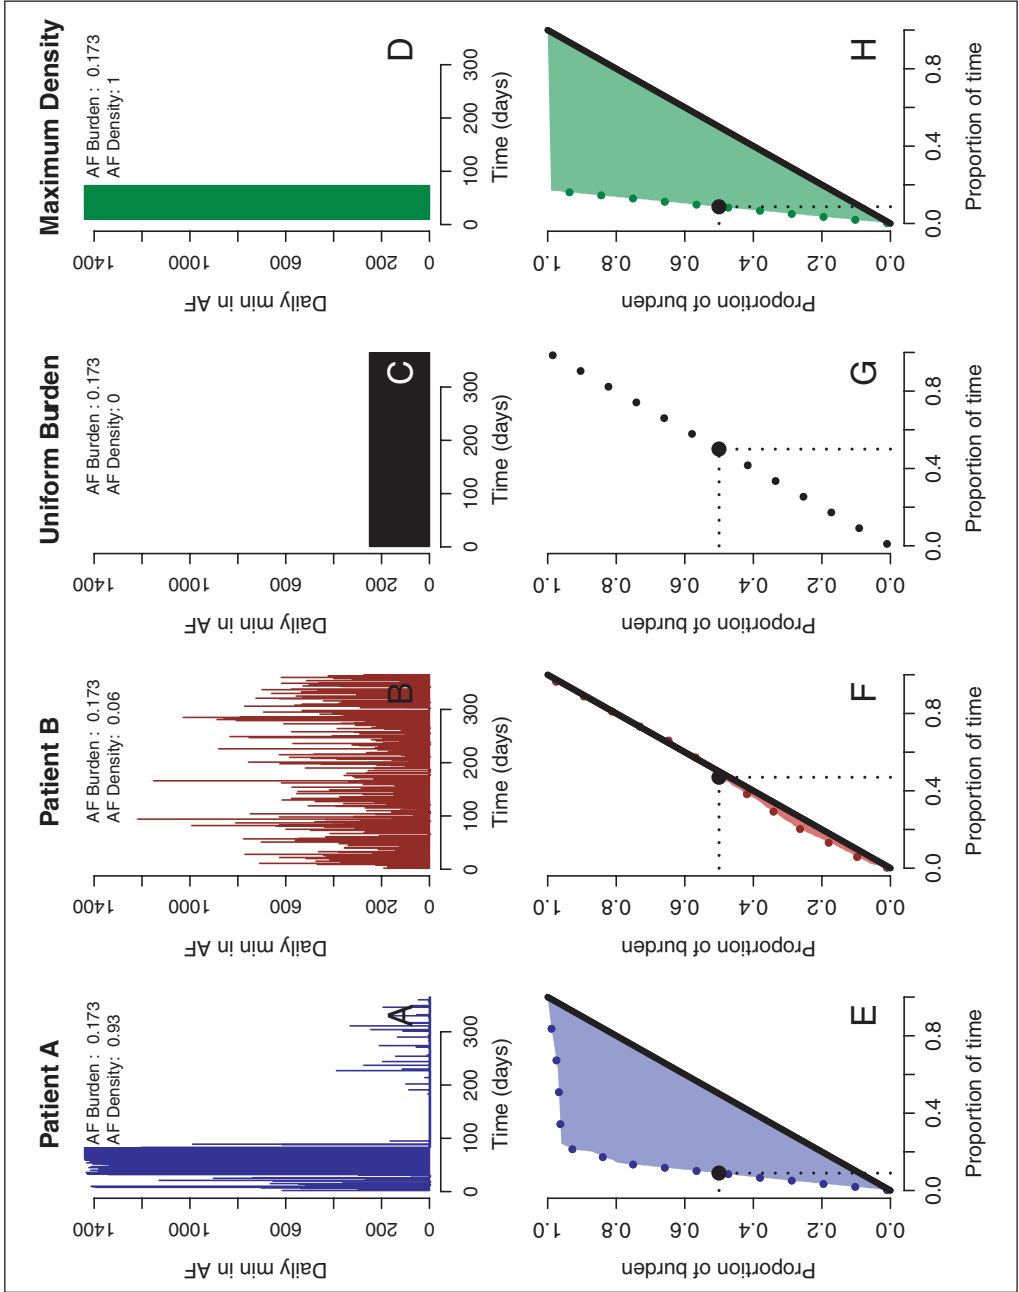 Patient A
AF Burden : 0.173
AF Density: 0.93
Daily min in AF
0 200 600 1000 1400
A
0 100 200 300
Time (days)
Patient B
AF Burden : 0.173
AF Density: 0.06
Daily min in AF
0 200 600 1000 1400
B
0 100 200 300
Time (days)
Uniform Burden
AF Burden : 0.173
AF Density: 0
Daily min in AF
0 200 600 1000 1400
C
0 100 200 300
Time (days)
Maximum Density
AF Burden : 0.173
AF Density: 1
Daily min in AF
0 200 600 1000 1400
D
0 100 200 300
Time (days)
Proportion of burden
0.0 0.2 0.4 0.6 0.8 1.0
E
0.0 0.4 0.8
Proportion of time
Proportion of burden
0.0 0.2 0.4 0.6 0.8 1.0
F
0.0 0.4 0.8
Proportion of time
Proportion of burden
0.0 0.2 0.4 0.6 0.8 1.0
G
0.0 0.4 0.8
Proportion of time
Proportion of burden
0.0 0.2 0.4 0.6 0.8 1.0
H
0.0 0.4 0.8
Proportion of time